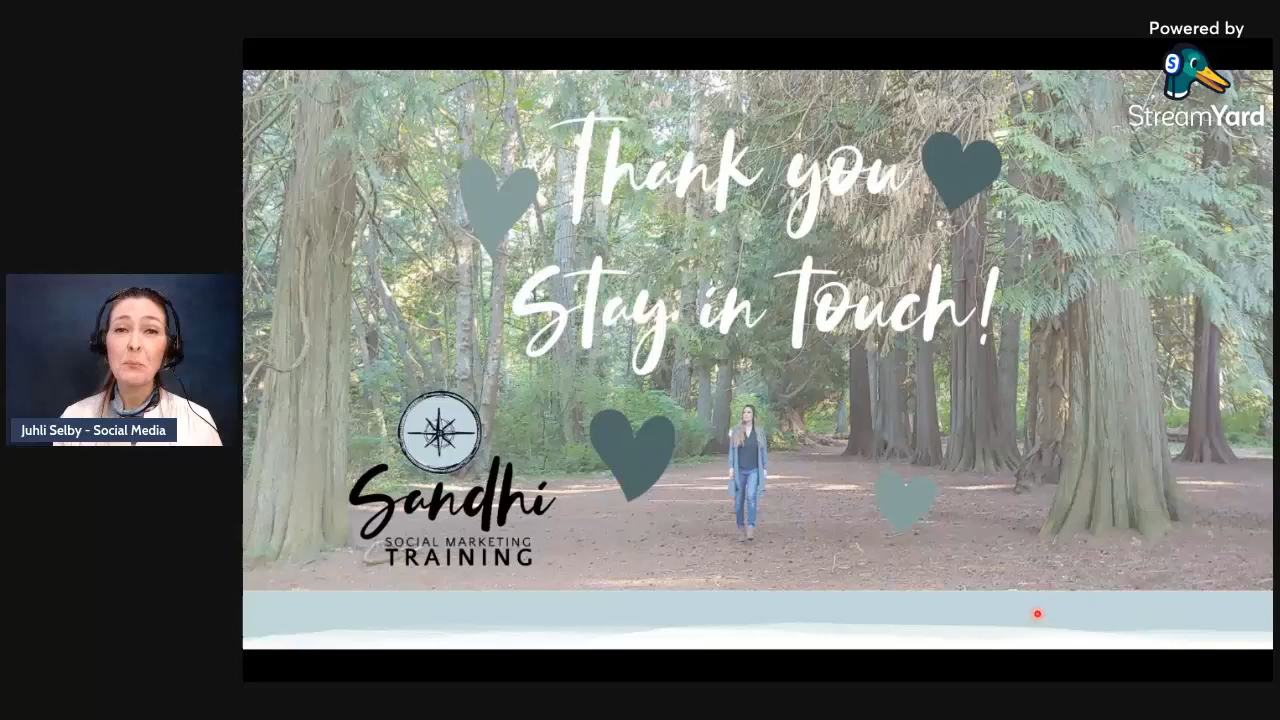 Powered by
S
StreamYard
Thank you
Stay in touch!
Juhli Selby - Social Media
Sandhi
SOCIAL MARKETING
TRAINING